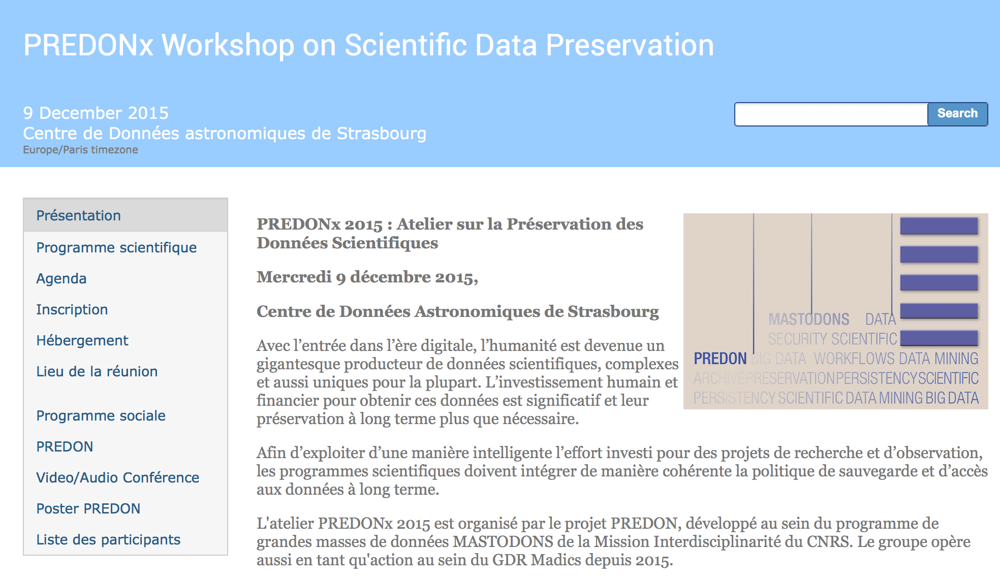 PREDONx Workshop on Scientific Data Preservation
9 December 2015
Centre de Données astronomiques de Strasbourg
Europe/Paris timezone
Search
Présentation
Programme scientifique
Agenda
Inscription
Hébergement
Lieu de la réunion
Programme sociale
PREDON
Video/Audio Conférence
Poster PREDON
Liste des participants
PREDONx 2015 : Atelier sur la Préservation des
Données Scientifiques
Mercredi 9 décembre 2015,
Centre de Données Astronomiques de Strasbourg
Avec l’entrée dans l’ère digitale, l’humanité est devenue un
gigantesque producteur de données scientifiques, complexes
et aussi uniques pour la plupart. L’investissement humain et
financier pour obtenir ces données est significatif et leur
préservation à long terme plus que nécessaire.
MASTODONS DATA
SECURITY SCIENTIFIC
PREDON BIG DATA WORKFLOWS DATA MINING
ARCHIVE PRESERVATION PERSISTENCY SCIENTIFIC
PERSISTENCY SCIENTIFIC DATA MINING BIG DATA
Afin d’exploiter d’une manière intelligente l’effort investi pour des projets de recherche et d’observation,
les programmes scientifiques doivent intégrer de manière cohérente la politique de sauvegarde et d’accès
aux données à long terme.
L'atelier PREDONx 2015 est organisé par le projet PREDON, développé au sein du programme de
grandes masses de données MASTODONS de la Mission Interdisciplinarité du CNRS. Le groupe opère
aussi en tant qu'action au sein du GDR Madics depuis 2015.